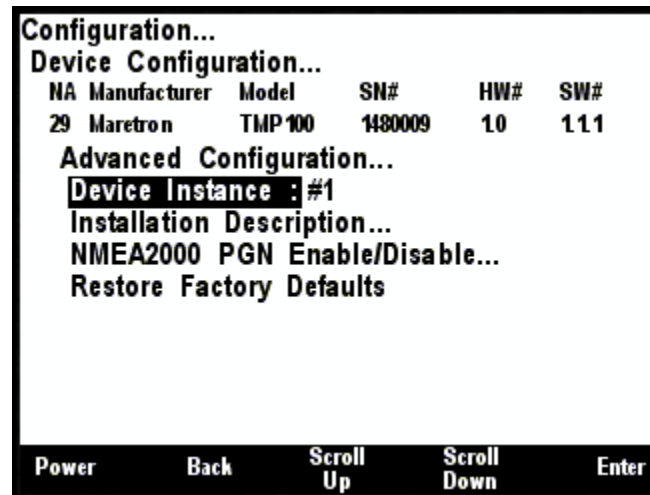 Configuration...
Device Configuration...
NA Manufacturer Model SN# HW# SW#
29 Maretron TMP100 1480009 1.0 1.1.1
Advanced Configuration...
Device Instance : #1
Installation Description...
NMEA2000 PGN Enable/Disable...
Restore Factory Defaults
Power Back Scroll Up Scroll Down Enter